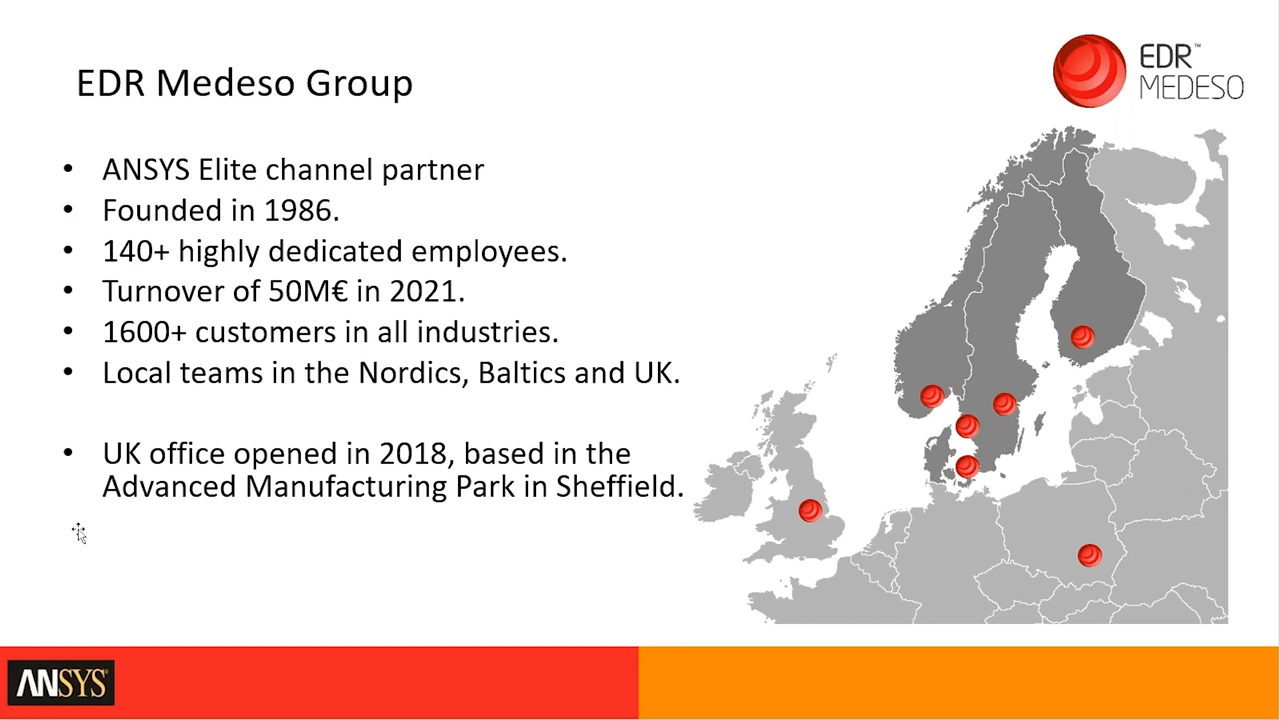 EDR Medeso Group
EDR™
MEDESO
• ANSYS Elite channel partner
• Founded in 1986.
• 140+ highly dedicated employees.
• Turnover of 50M€ in 2021.
• 1600+ customers in all industries.
• Local teams in the Nordics, Baltics and UK.
• UK office opened in 2018, based in the
Advanced Manufacturing Park in Sheffield.
ANSYS®